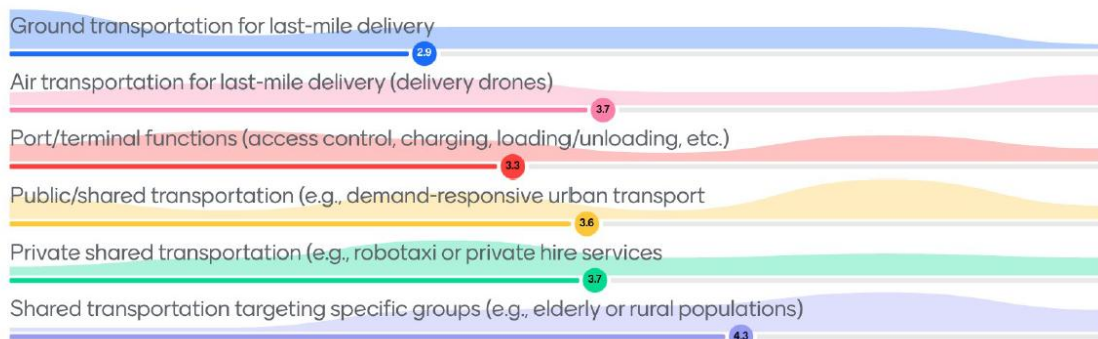 Ground transportation for last-mile delivery
2.9
Air transportation for last-mile delivery (delivery drones)
3.7
Port/terminal functions (access control, charging, loading/unloading, etc.)
3.3
Public/shared transportation (e.g., demand-responsive urban transport
3.6
Private shared transportation (e.g., robotaxi or private hire services
3.7
Shared transportation targeting specific groups (e.g., elderly or rural populations)
4.3